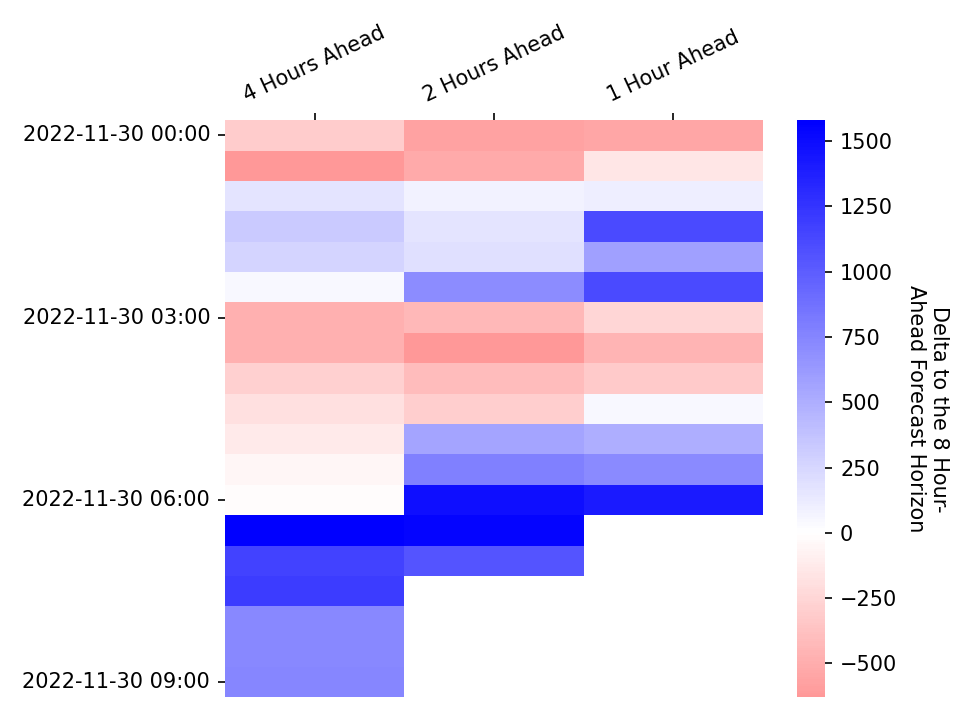 4 Hours Ahead
2 Hours Ahead
1 Hour Ahead
2022-11-30 00:00
2022-11-30 03:00
2022-11-30 06:00
2022-11-30 09:00
1500
1250
1000
750
500
250
0
−250
−500
Delta to the 8 Hour-
Ahead Forecast Horizon